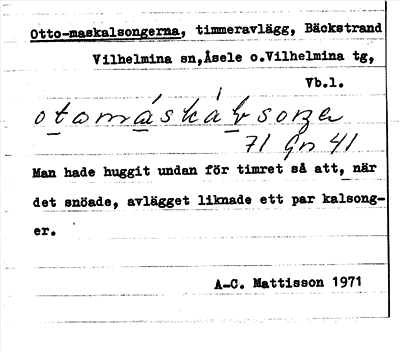 Otto-maskalsongerna, timmeravlägg, Bäckstrand
Vilhelmina sn,Åsele o.Vilhelmina tg,
Vb.l.
71 Gn 41
Man hade huggit undan för timret så att, när
det snöade, avlägget liknade ett par kalsong-
er.
A-C. Mattisson 1971